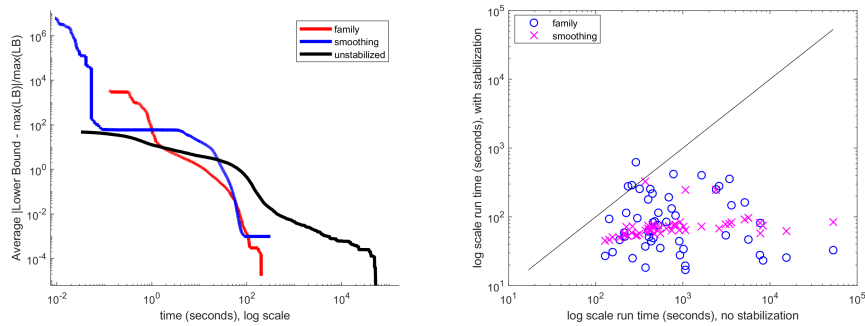 family
smoothing
unstabilized
10^6
10^4
10^2
10^0
10^-2
10^-4
Average |Lower Bound - max(LB)|/max(LB)
10^-2
10^0
10^2
10^4
time (seconds), log scale
family
smoothing
10^5
10^4
10^3
10^2
10^1
log scale run time (seconds), with stabilization
10^1
10^2
10^3
10^4
10^5
log scale run time (seconds), no stabilization